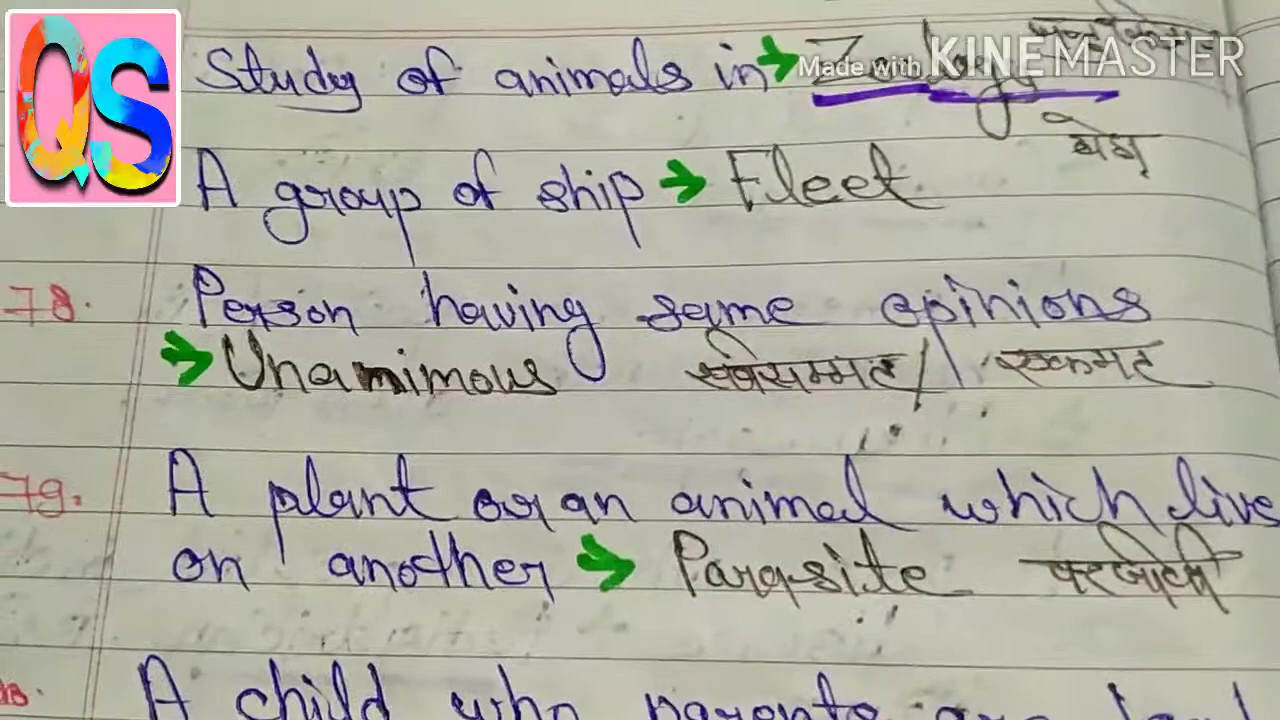 QS
Study of animals in → Zoology
Made with KINEMASTER
A group of ship → Fleet
78. Person having same opinions
→ Unanimous सर्वसम्मत / एकमत
79. A plant or an animal which live
on another → Parasite परजीवी
A child who parents are